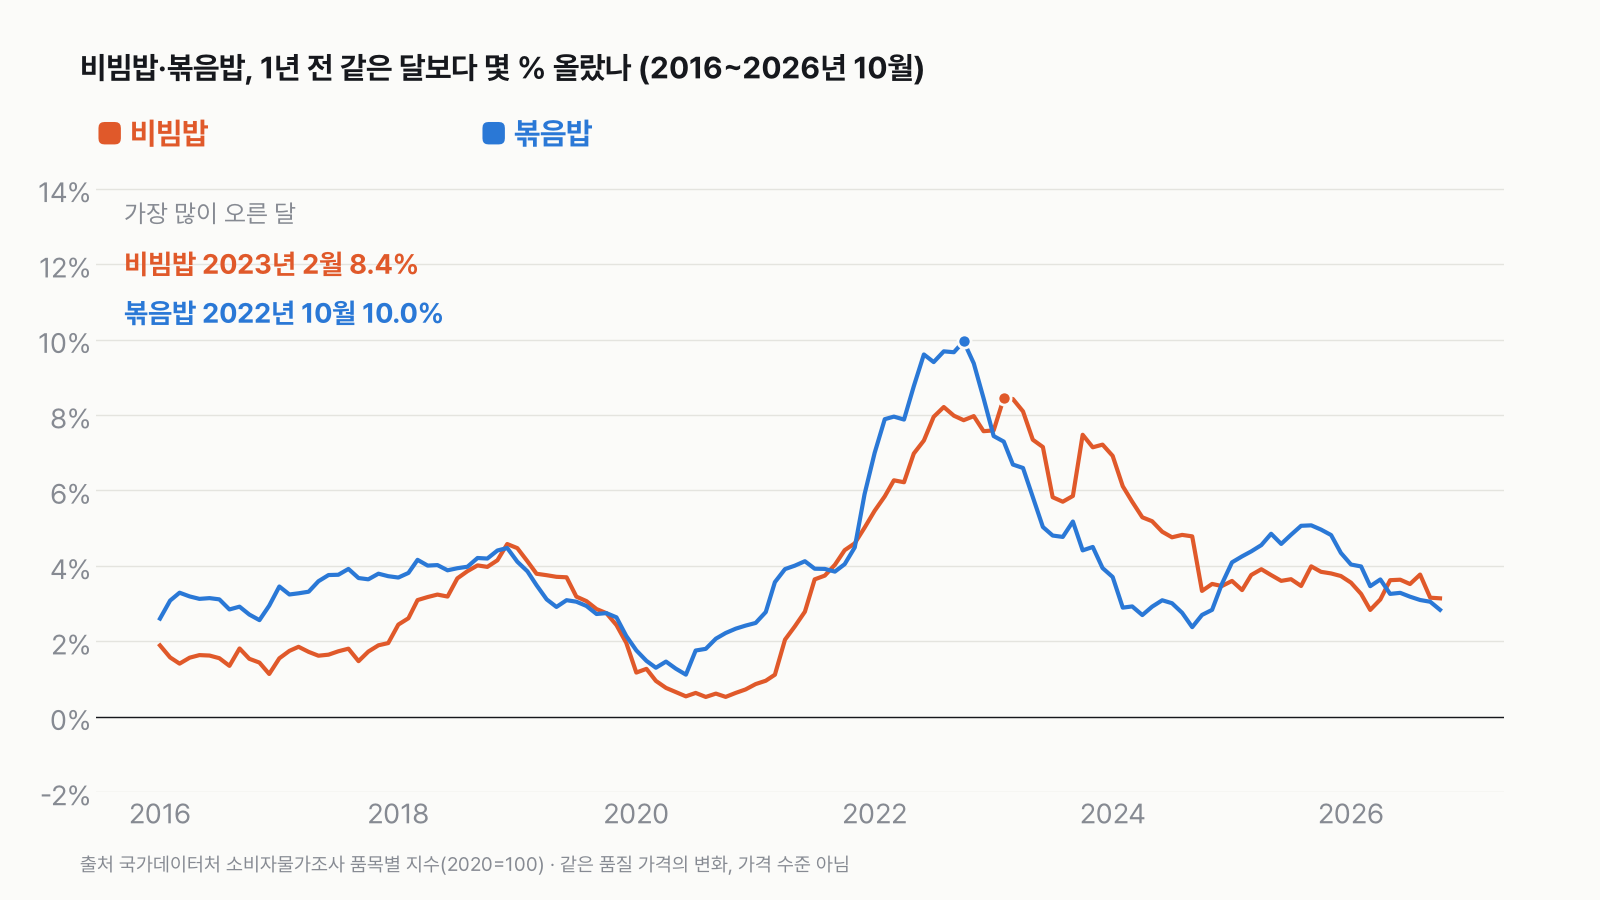 비빔밥·볶음밥, 1년 전 같은 달보다 몇 % 올랐나 (2016~2026년 10월)
비빔밥
볶음밥
14%
가장 많이 오른 달
12%
비빔밥 2023년 2월 8.4%
볶음밥 2022년 10월 10.0%
10%
8%
6%
4%
2%
0%
-2%
2016 2018 2020 2022 2024 2026
출처 국가데이터처 소비자물가조사 품목별 지수(2020=100) · 같은 품질 가격의 변화, 가격 수준 아님